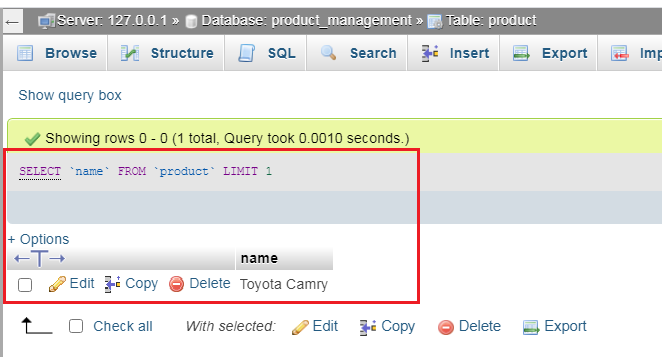 Server: 127.0.0.1 » Database: product_management » Table: product
Browse Structure SQL Search Insert Export Imp
Show query box
Showing rows 0 - 0 (1 total, Query took 0.0010 seconds.)
SELECT `name` FROM `product` LIMIT 1
+ Options
←T→ name
Edit Copy Delete Toyota Camry
Check all With selected: Edit Copy Delete Export